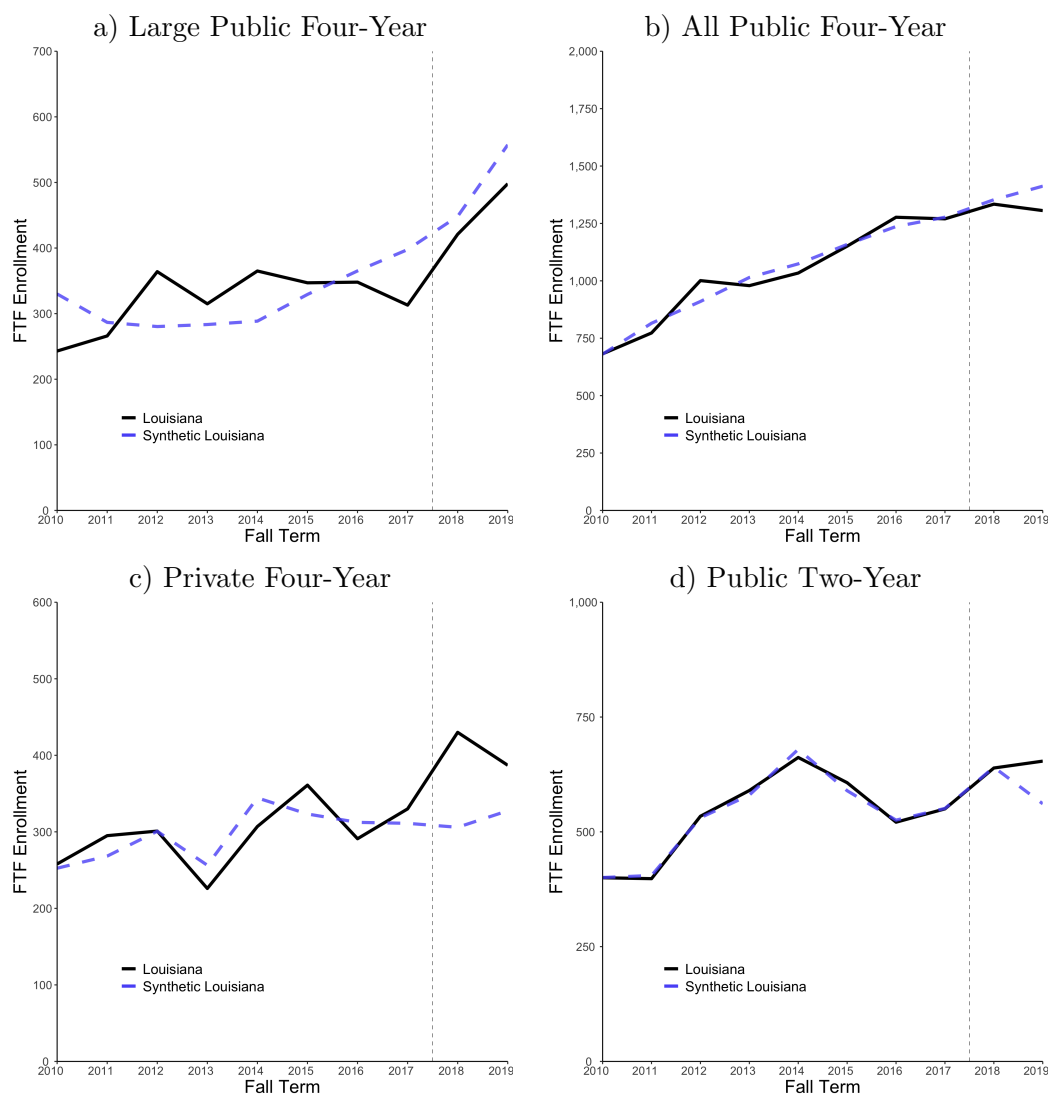 a) Large Public Four-Year
700
600
500
400
300
200
100
0
FTF Enrollment
Louisiana
Synthetic Louisiana
2010 2011 2012 2013 2014 2015 2016 2017 2018 2019
Fall Term
b) All Public Four-Year
2,000
1,750
1,500
1,250
1,000
750
500
250
0
FTF Enrollment
Louisiana
Synthetic Louisiana
2010 2011 2012 2013 2014 2015 2016 2017 2018 2019
Fall Term
c) Private Four-Year
600
500
400
300
200
100
0
FTF Enrollment
Louisiana
Synthetic Louisiana
2010 2011 2012 2013 2014 2015 2016 2017 2018 2019
Fall Term
d) Public Two-Year
1,000
750
500
250
0
FTF Enrollment
Louisiana
Synthetic Louisiana
2010 2011 2012 2013 2014 2015 2016 2017 2018 2019
Fall Term